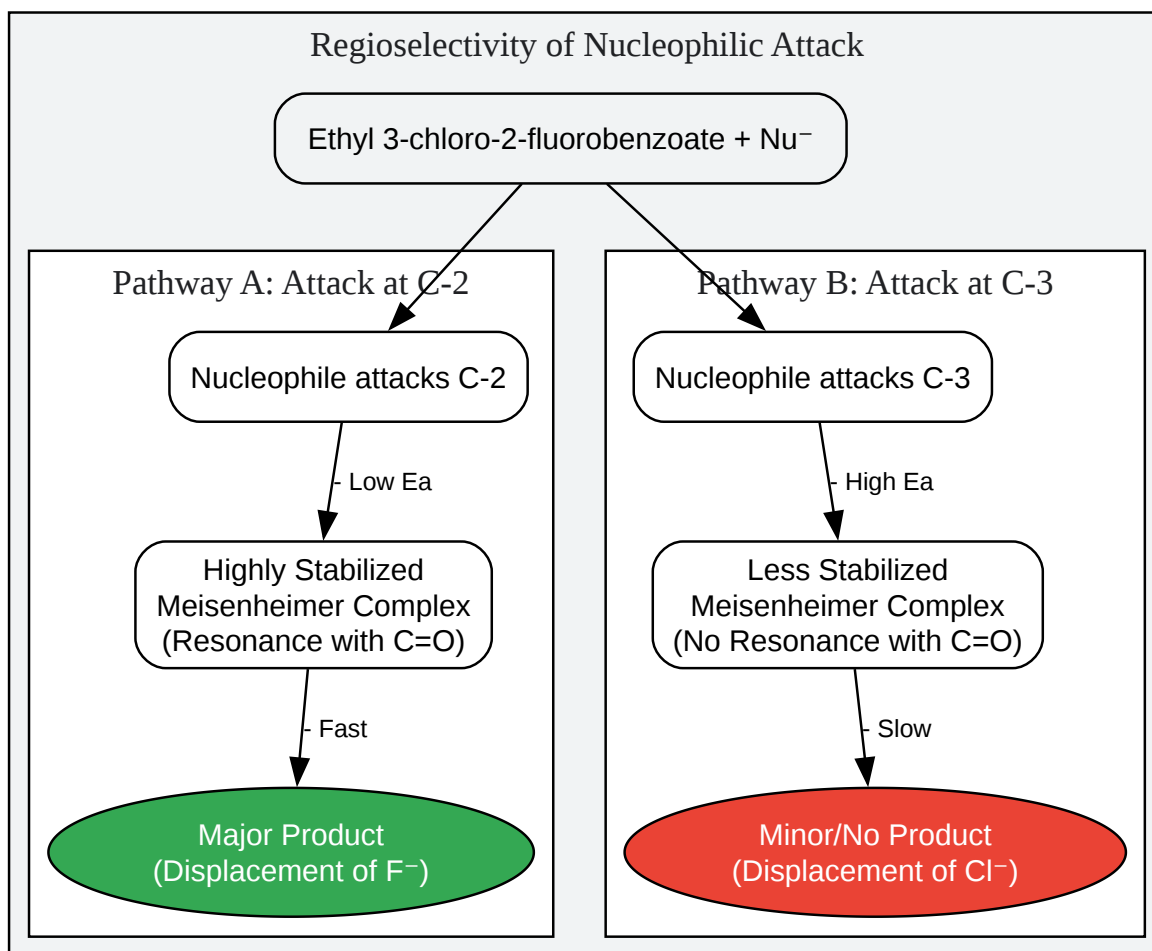 Regioselectivity of Nucleophilic Attack
Ethyl 3-chloro-2-fluorobenzoate + Nu⁻
Pathway A: Attack at C-2
Nucleophile attacks C-2
- Low Ea
Highly Stabilized
Meisenheimer Complex
(Resonance with C=O)
- Fast
Major Product
(Displacement of F⁻)
Pathway B: Attack at C-3
Nucleophile attacks C-3
- High Ea
Less Stabilized
Meisenheimer Complex
(No Resonance with C=O)
- Slow
Minor/No Product
(Displacement of Cl⁻)